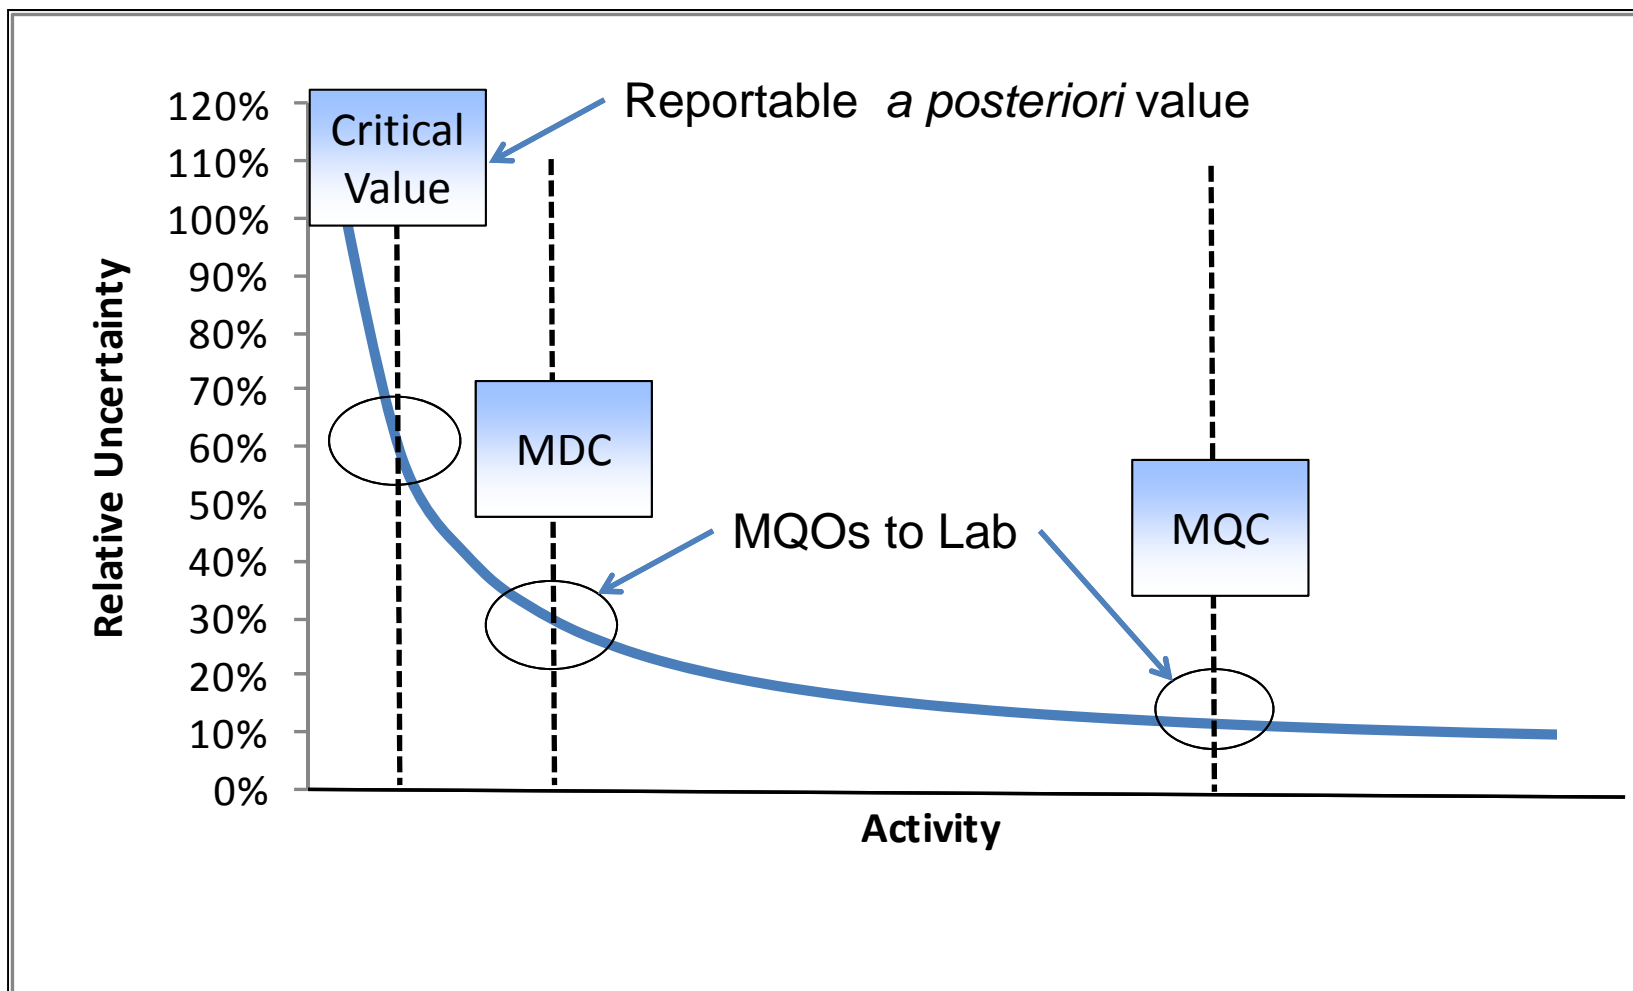 Reportable a posteriori value
120%
110%
100%
90%
80%
70%
60%
50%
40%
30%
20%
10%
0%
Relative Uncertainty
Critical
Value
MDC
MQOs to Lab
MQC
Activity